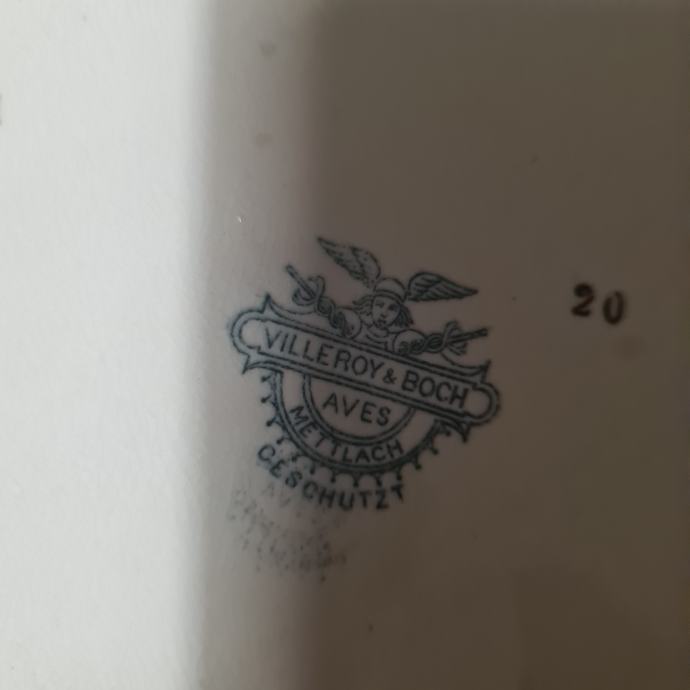 VILLEROY & BOCH
AVES
METTLACH
GESCHUTZT
20